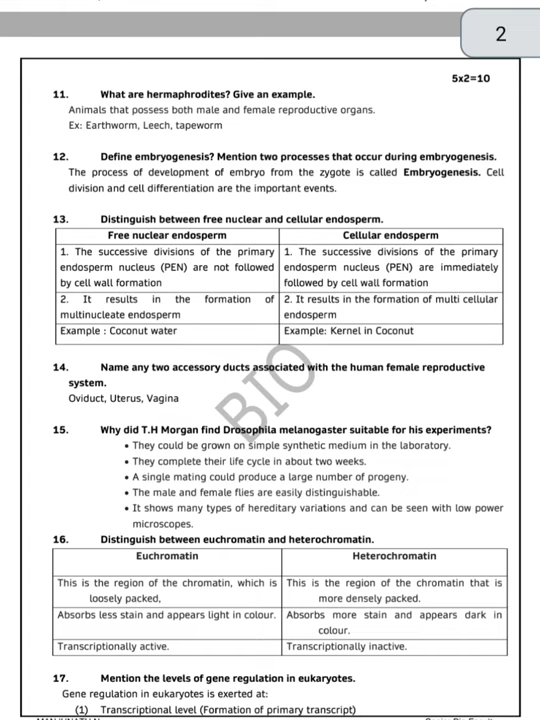 2
5x2=10
11. What are hermaphrodites? Give an example.
Animals that possess both male and female reproductive organs.
Ex: Earthworm, Leech, tapeworm
12. Define embryogenesis? Mention two processes that occur during embryogenesis.
The process of development of embryo from the zygote is called Embryogenesis. Cell
division and cell differentiation are the important events.
13. Distinguish between free nuclear and cellular endosperm.
Free nuclear endosperm
Cellular endosperm
1. The successive divisions of the primary
endosperm nucleus (PEN) are not followed
by cell wall formation
1. The successive divisions of the primary
endosperm nucleus (PEN) are immediately
followed by cell wall formation
2. It results in the formation of
multinucleate endosperm
2. It results in the formation of multi cellular
endosperm
Example : Coconut water
Example: Kernel in Coconut
14. Name any two accessory ducts associated with the human female reproductive
system.
Oviduct, Uterus, Vagina
BIO
15. Why did T.H Morgan find Drosophila melanogaster suitable for his experiments?
• They could be grown on simple synthetic medium in the laboratory.
• They complete their life cycle in about two weeks.
• A single mating could produce a large number of progeny.
• The male and female flies are easily distinguishable.
• It shows many types of hereditary variations and can be seen with low power
microscopes.
16. Distinguish between euchromatin and heterochromatin.
Euchromatin
Heterochromatin
This is the region of the chromatin, which is
loosely packed,
This is the region of the chromatin that is
more densely packed.
Absorbs less stain and appears light in colour.
Absorbs more stain and appears dark in
colour.
Transcriptionally active.
Transcriptionally inactive.
17. Mention the levels of gene regulation in eukaryotes.
Gene regulation in eukaryotes is exerted at:
(1) Transcriptional level (Formation of primary transcript)